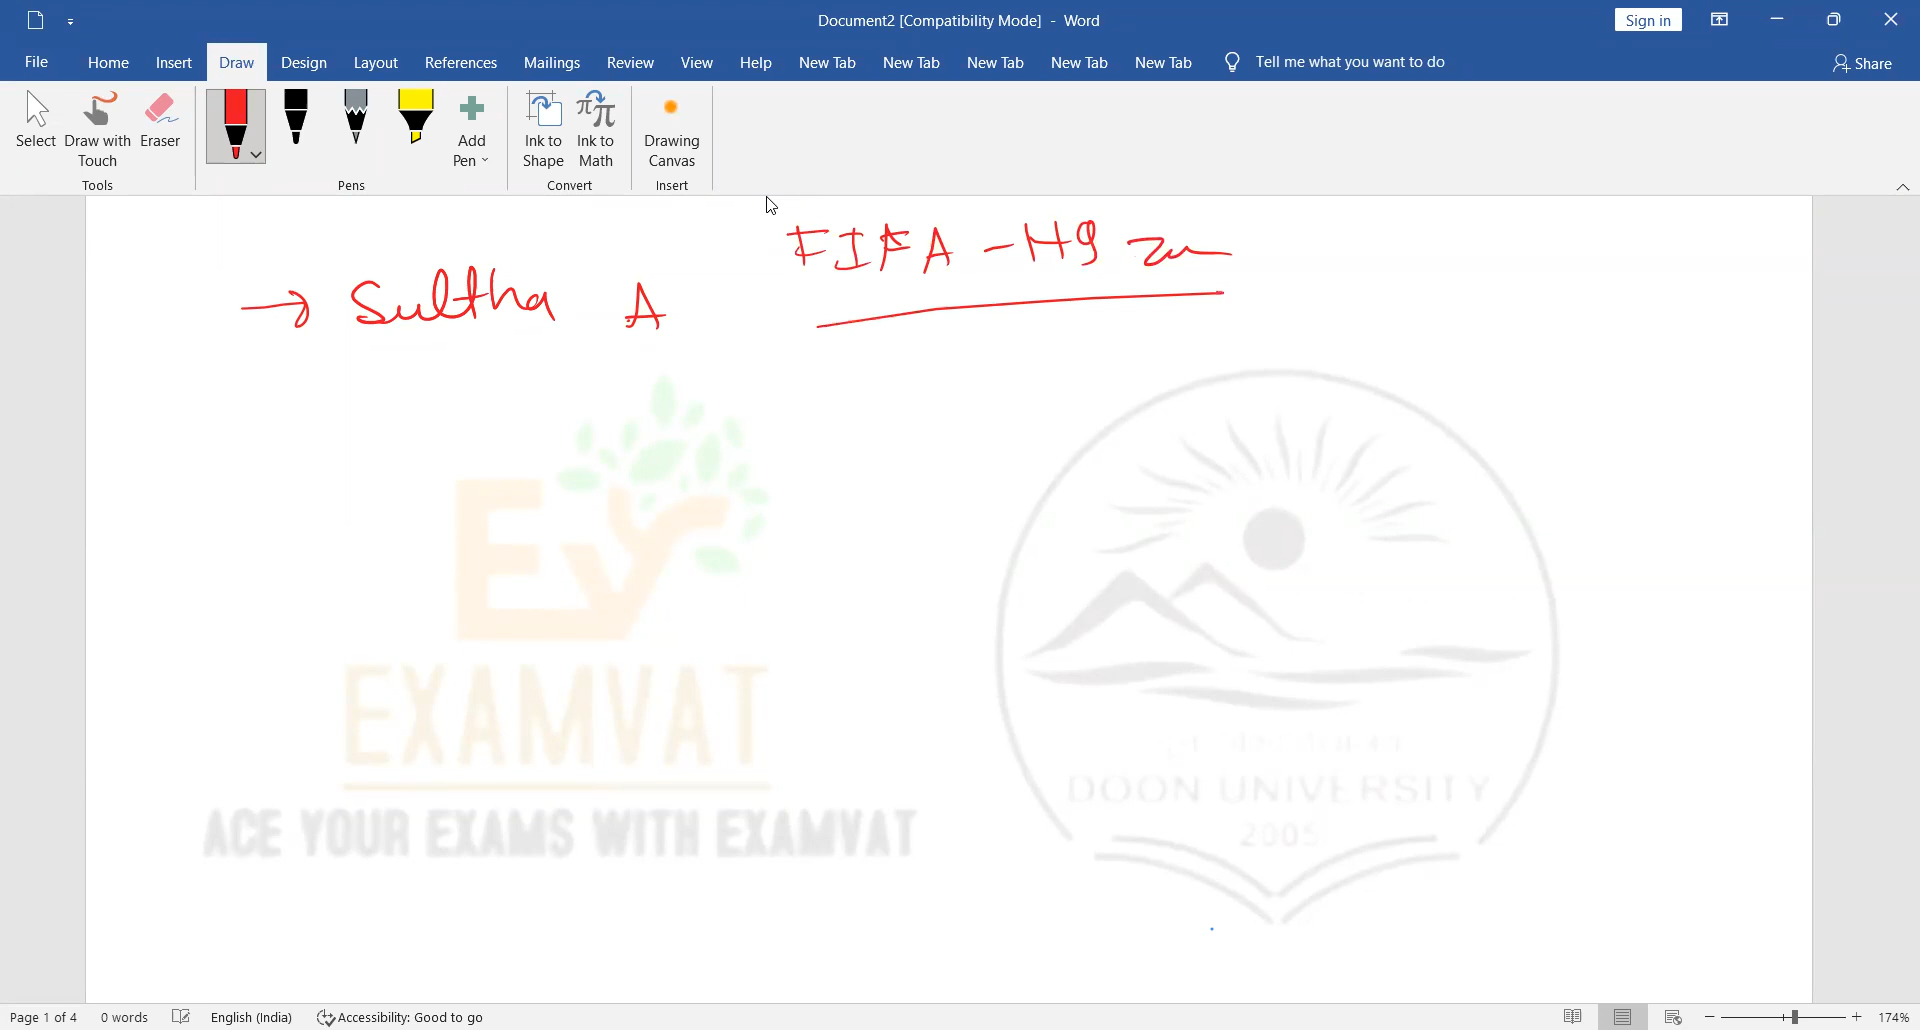 Document2 [Compatibility Mode] - Word
Sign in
File Home Insert Draw Design Layout References Mailings Review View Help New Tab New Tab New Tab New Tab New Tab Tell me what you want to do
Share
Select Draw with Touch Eraser
Add Pen
Ink to Shape
Ink to Math
Drawing Canvas
Tools Pens Convert Insert
FIFA - HQ
→ Sultha A
EXAMVAT
ACE YOUR EXAMS WITH EXAMVAT
DOON UNIVERSITY
2005
Page 1 of 4 0 words English (India) Accessibility: Good to go 174%